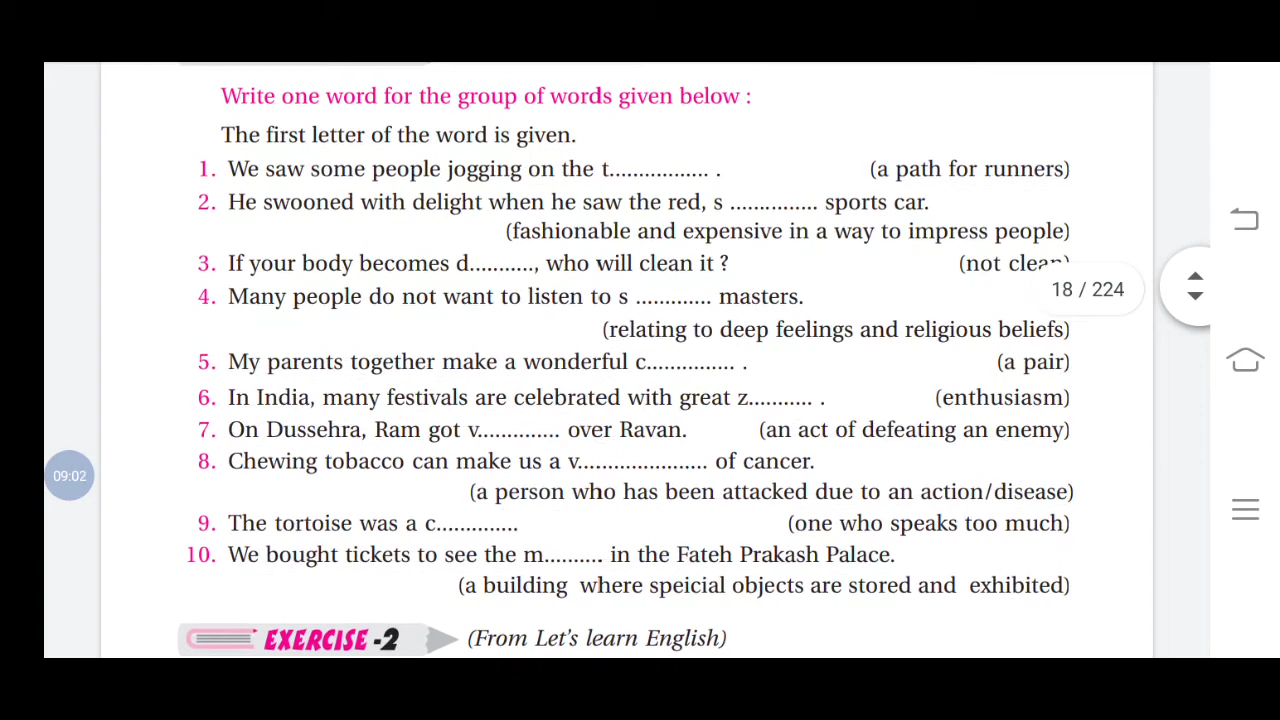 Write one word for the group of words given below :
The first letter of the word is given.
1. We saw some people jogging on the t................. . (a path for runners)
2. He swooned with delight when he saw the red, s ............... sports car.
(fashionable and expensive in a way to impress people)
3. If your body becomes d..........., who will clean it ? (not clean)
18 / 224
4. Many people do not want to listen to s ............. masters.
(relating to deep feelings and religious beliefs)
5. My parents together make a wonderful c............... . (a pair)
6. In India, many festivals are celebrated with great z........... . (enthusiasm)
7. On Dussehra, Ram got v.............. over Ravan. (an act of defeating an enemy)
8. Chewing tobacco can make us a v...................... of cancer.
09:02
(a person who has been attacked due to an action/disease)
9. The tortoise was a c.............. (one who speaks too much)
10. We bought tickets to see the m.......... in the Fateh Prakash Palace.
(a building where speicial objects are stored and exhibited)
EXERCISE -2 (From Let's learn English)